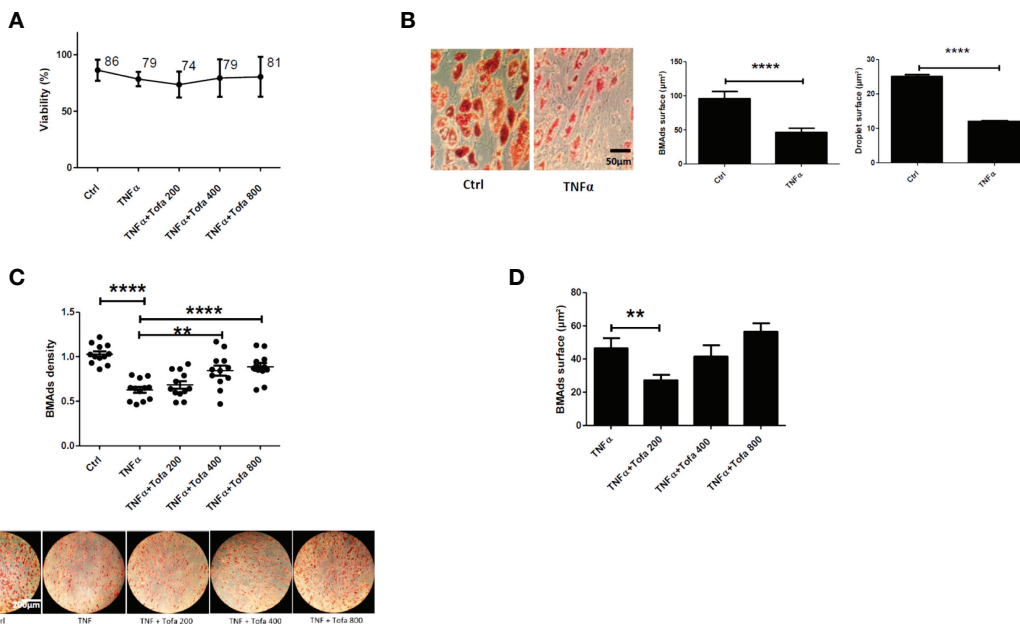 A
Viability (%)
100
50
0
86
79
74
79
81
Ctrl
TNFα
TNFα+Tofa 200
TNFα+Tofa 400
TNFα+Tofa 800
B
50µm
Ctrl
TNFα
BMAds surface (µm²)
150
100
50
0
****
Ctrl
TNFα
Droplet surface (µm²)
30
20
10
0
****
Ctrl
TNFα
C
BMAds density
1.5
1.0
0.5
0.0
****
****
**
Ctrl
TNFα
TNFα+Tofa 200
TNFα+Tofa 400
TNFα+Tofa 800
200µm
rl
TNF
TNF + Tofa 200
TNF + Tofa 400
TNF + Tofa 800
D
BMAds surface (µm²)
80
60
40
20
0
**
TNFα
TNFα+Tofa 200
TNFα+Tofa 400
TNFα+Tofa 800